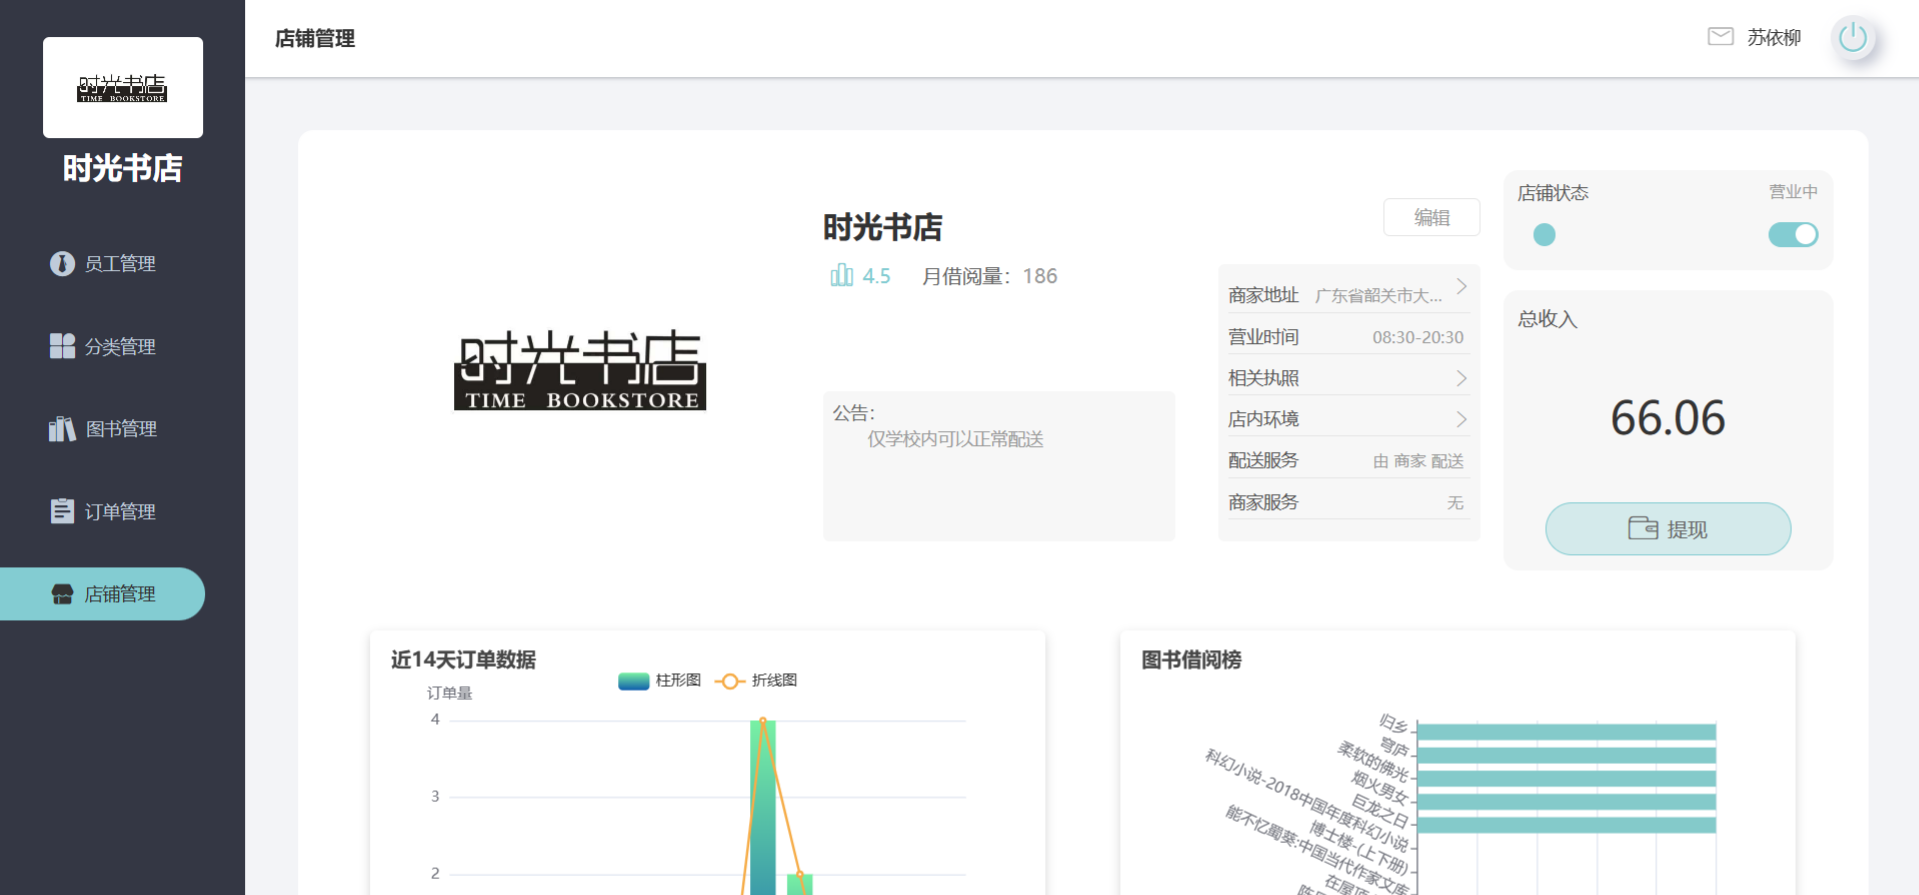 时光书店
TIME BOOKSTORE
时光书店
员工管理
分类管理
图书管理
订单管理
店铺管理
店铺管理
苏依柳
时光书店
TIME BOOKSTORE
时光书店
4.5 月借阅量：186
公告：
仅学校内可以正常配送
编辑
商家地址 广东省韶关市大...
营业时间 08:30-20:30
相关执照
店内环境
配送服务 由 商家 配送
商家服务 无
店铺状态 营业中
总收入
66.06
提现
近14天订单数据
柱形图 折线图
订单量
4
3
2
图书借阅榜
归乡
穹庐
柔软的佛光
烟火男女
巨龙之日
科幻小说-2018中国年度科幻小说
博士楼-(上下册)
能不忆蜀葵:中国当代作家文库
在屋顶